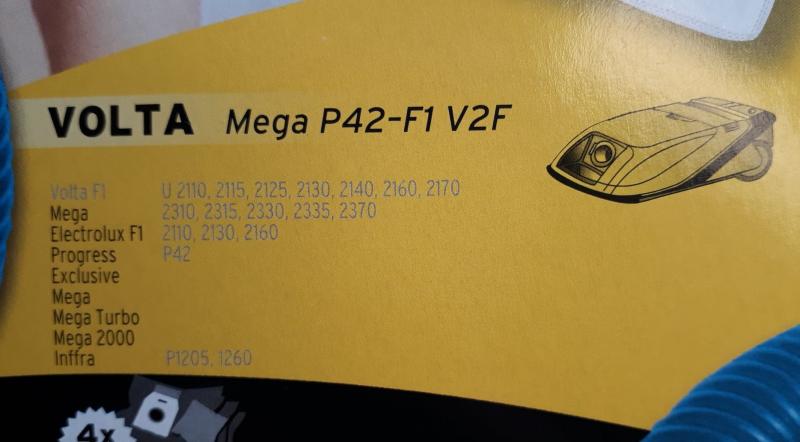 VOLTA Mega P42-F1 V2F
Volta F1 U 2110, 2115, 2125, 2130, 2140, 2160, 2170
Mega 2310, 2315, 2330, 2335, 2370
Electrolux F1 2110, 2130, 2160
Progress P42
Exclusive
Mega
Mega Turbo
Mega 2000
Inffra P1205, 1260
4x